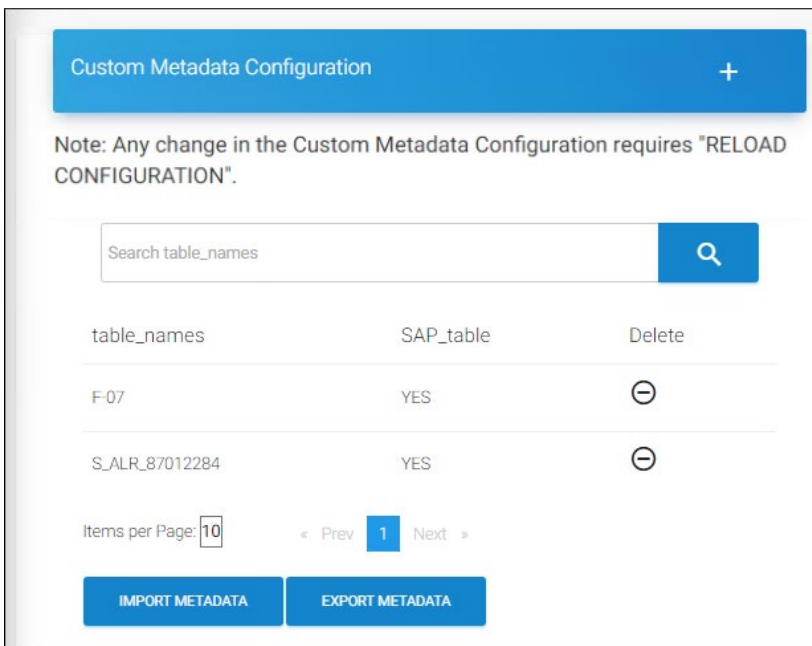 Custom Metadata Configuration +
Note: Any change in the Custom Metadata Configuration requires "RELOAD
CONFIGURATION".
Search table_names
table_names SAP_table Delete
F-07 YES
S_ALR_87012284 YES
Items per Page: 10 « Prev 1 Next »
IMPORT METADATA EXPORT METADATA